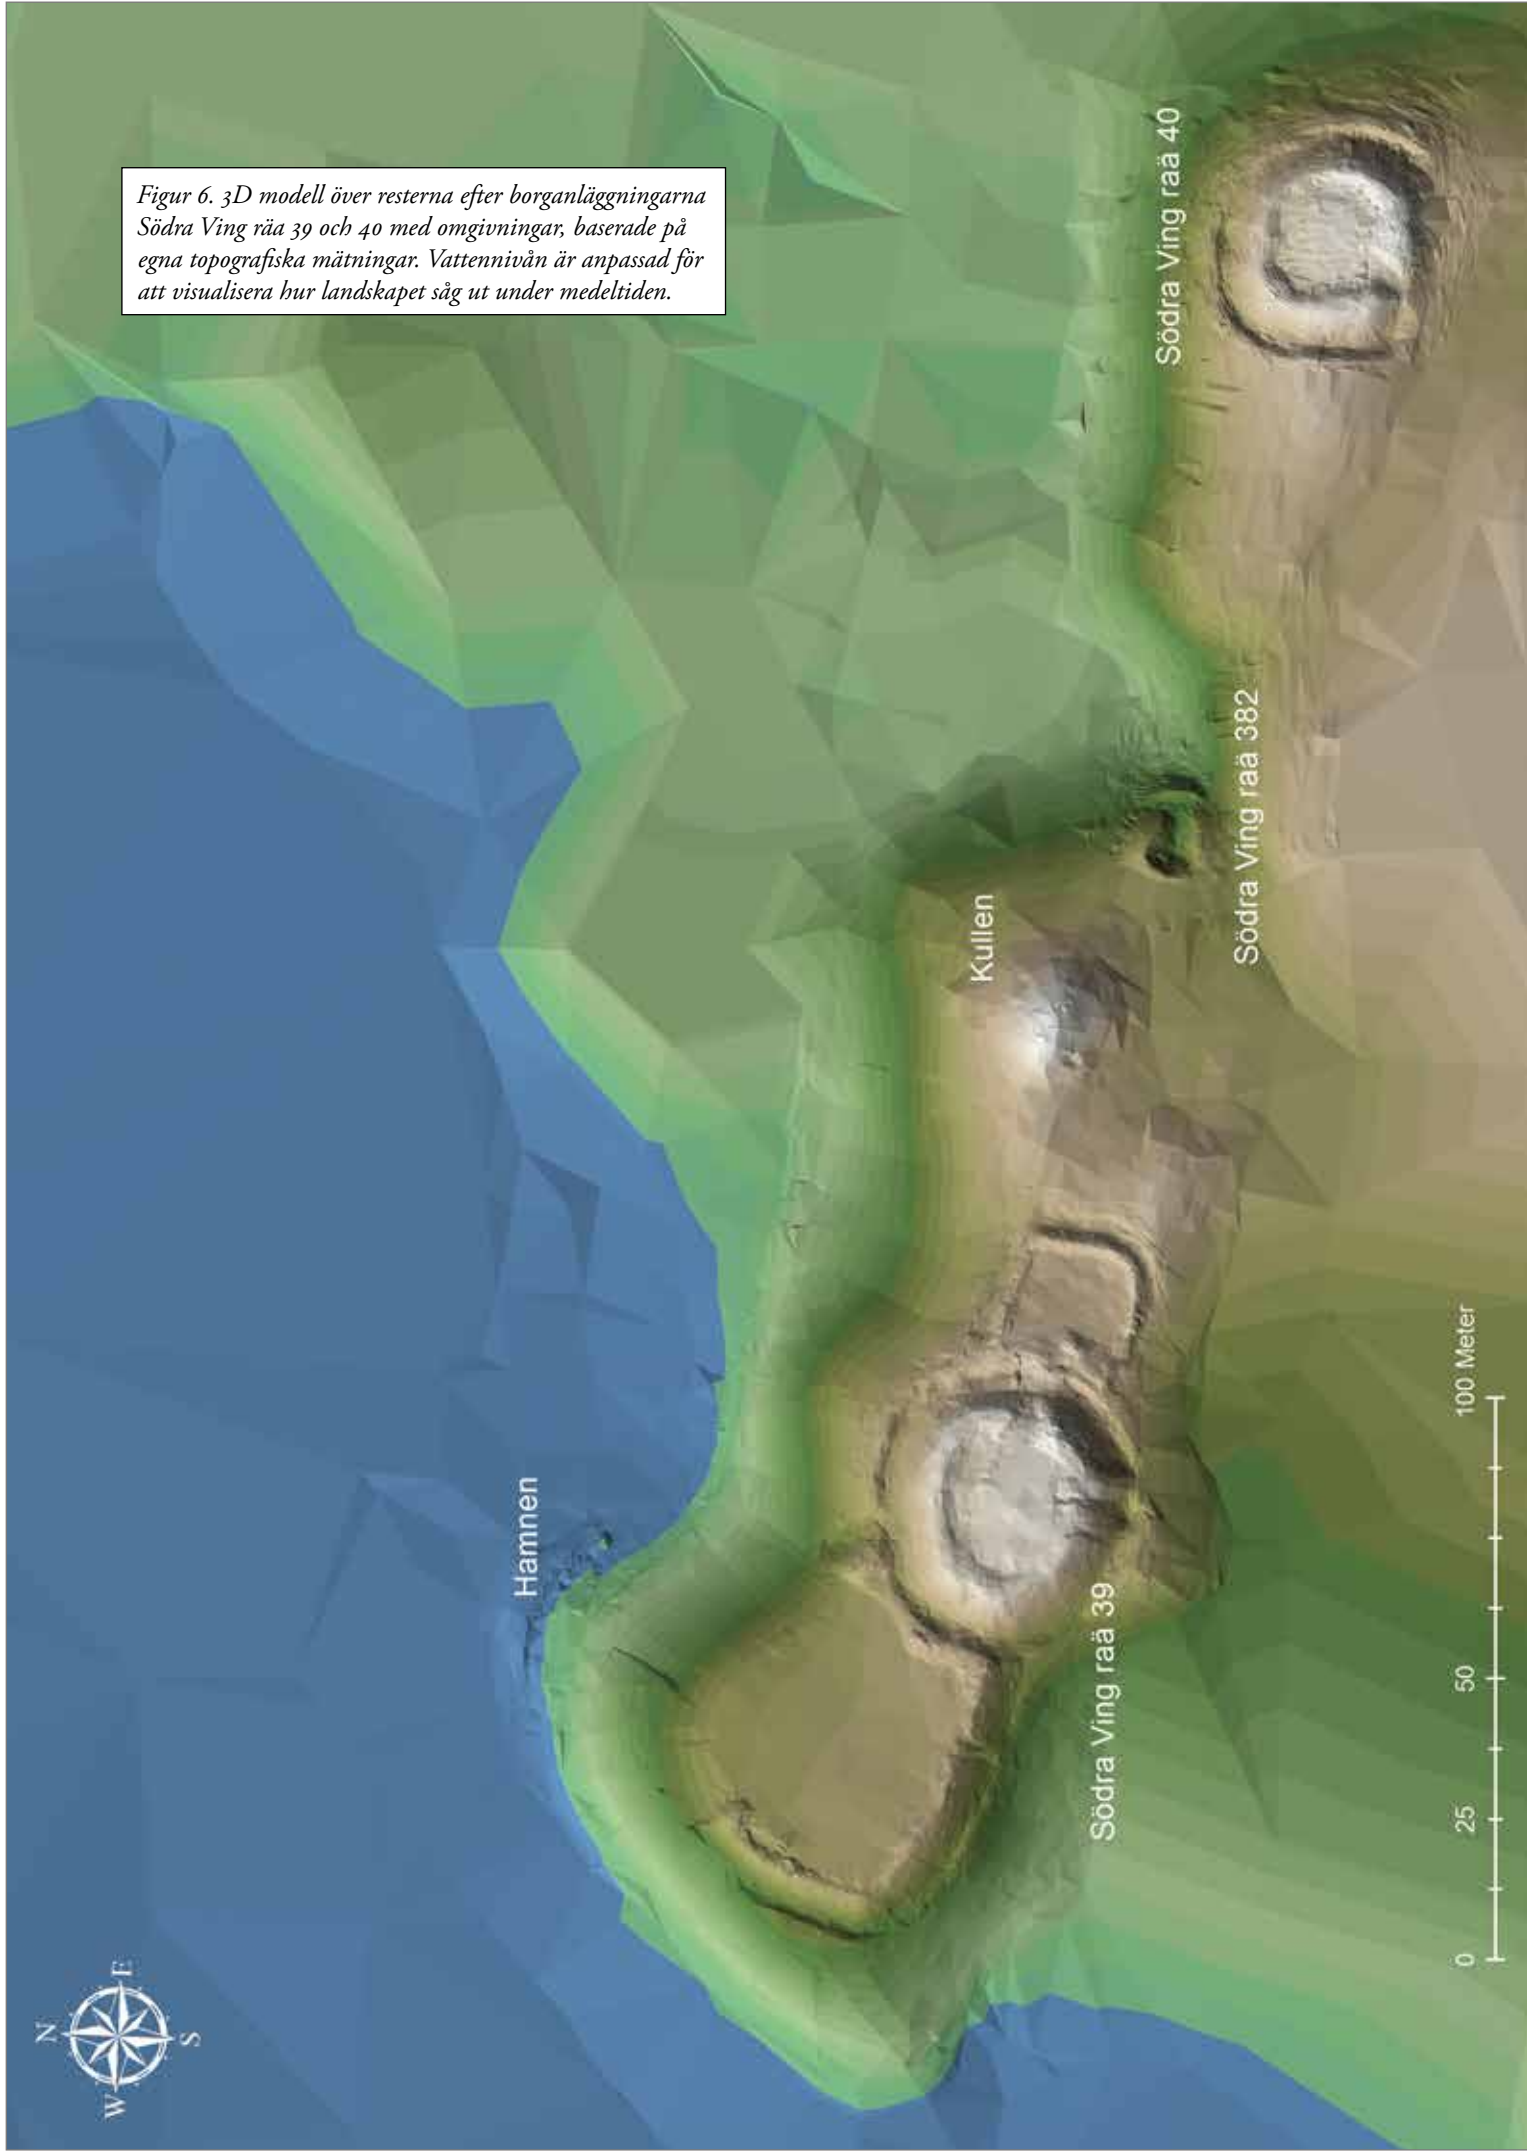 Figur 6. 3D modell över resterna efter borganläggningarna
Södra Ving räa 39 och 40 med omgivningar, baserade på
egna topografiska mätningar. Vattennivån är anpassad för
att visualisera hur landskapet såg ut under medeltiden.
Södra Ving raä 40
Södra Ving raä 382
Kullen
Hamnen
Södra Ving raä 39
0 25 50 100 Meter
N
W E
S